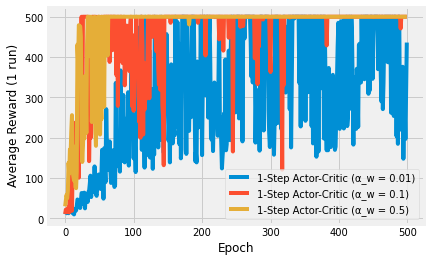 500
400
300
200
100
0
Average Reward (1 run)
1-Step Actor-Critic (α_w = 0.01)
1-Step Actor-Critic (α_w = 0.1)
1-Step Actor-Critic (α_w = 0.5)
0 100 200 300 400 500
Epoch